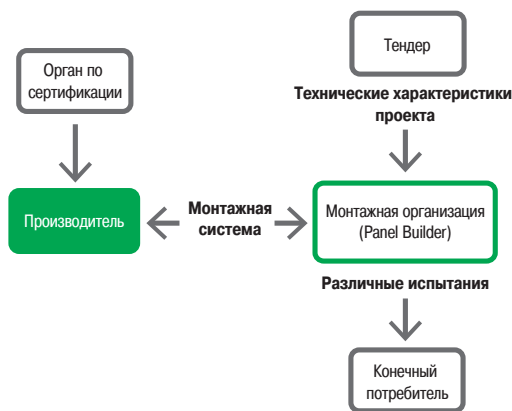 Тендер
Орган по
сертификации
Технические характеристики
проекта
Производитель
Монтажная
система
Монтажная организация
(Panel Builder)
Различные испытания
Конечный
потребитель